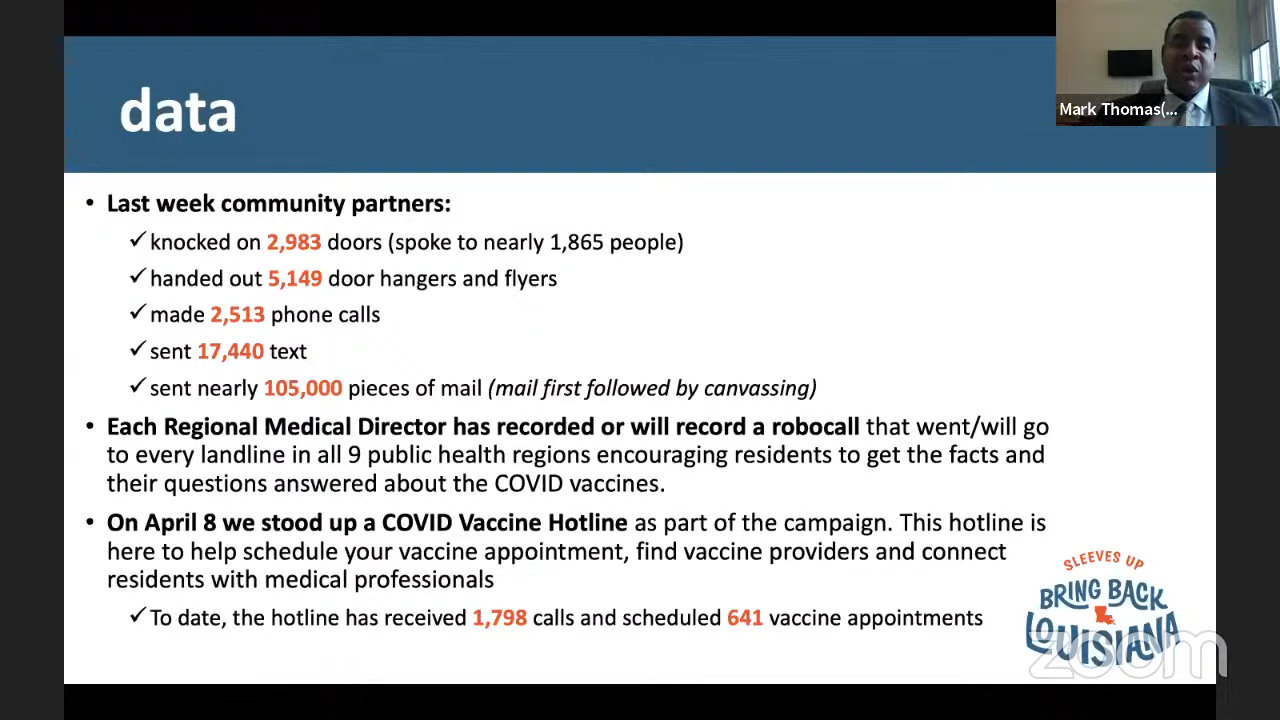 data
Mark Thomas(...
• Last week community partners:
✓knocked on 2,983 doors (spoke to nearly 1,865 people)
✓handed out 5,149 door hangers and flyers
✓made 2,513 phone calls
✓sent 17,440 text
✓sent nearly 105,000 pieces of mail (mail first followed by canvassing)
• Each Regional Medical Director has recorded or will record a robocall that went/will go
to every landline in all 9 public health regions encouraging residents to get the facts and
their questions answered about the COVID vaccines.
• On April 8 we stood up a COVID Vaccine Hotline as part of the campaign. This hotline is
here to help schedule your vaccine appointment, find vaccine providers and connect
residents with medical professionals
✓To date, the hotline has received 1,798 calls and scheduled 641 vaccine appointments
SLEEVES UP
BRING BACK
LOUISIANA
zoom